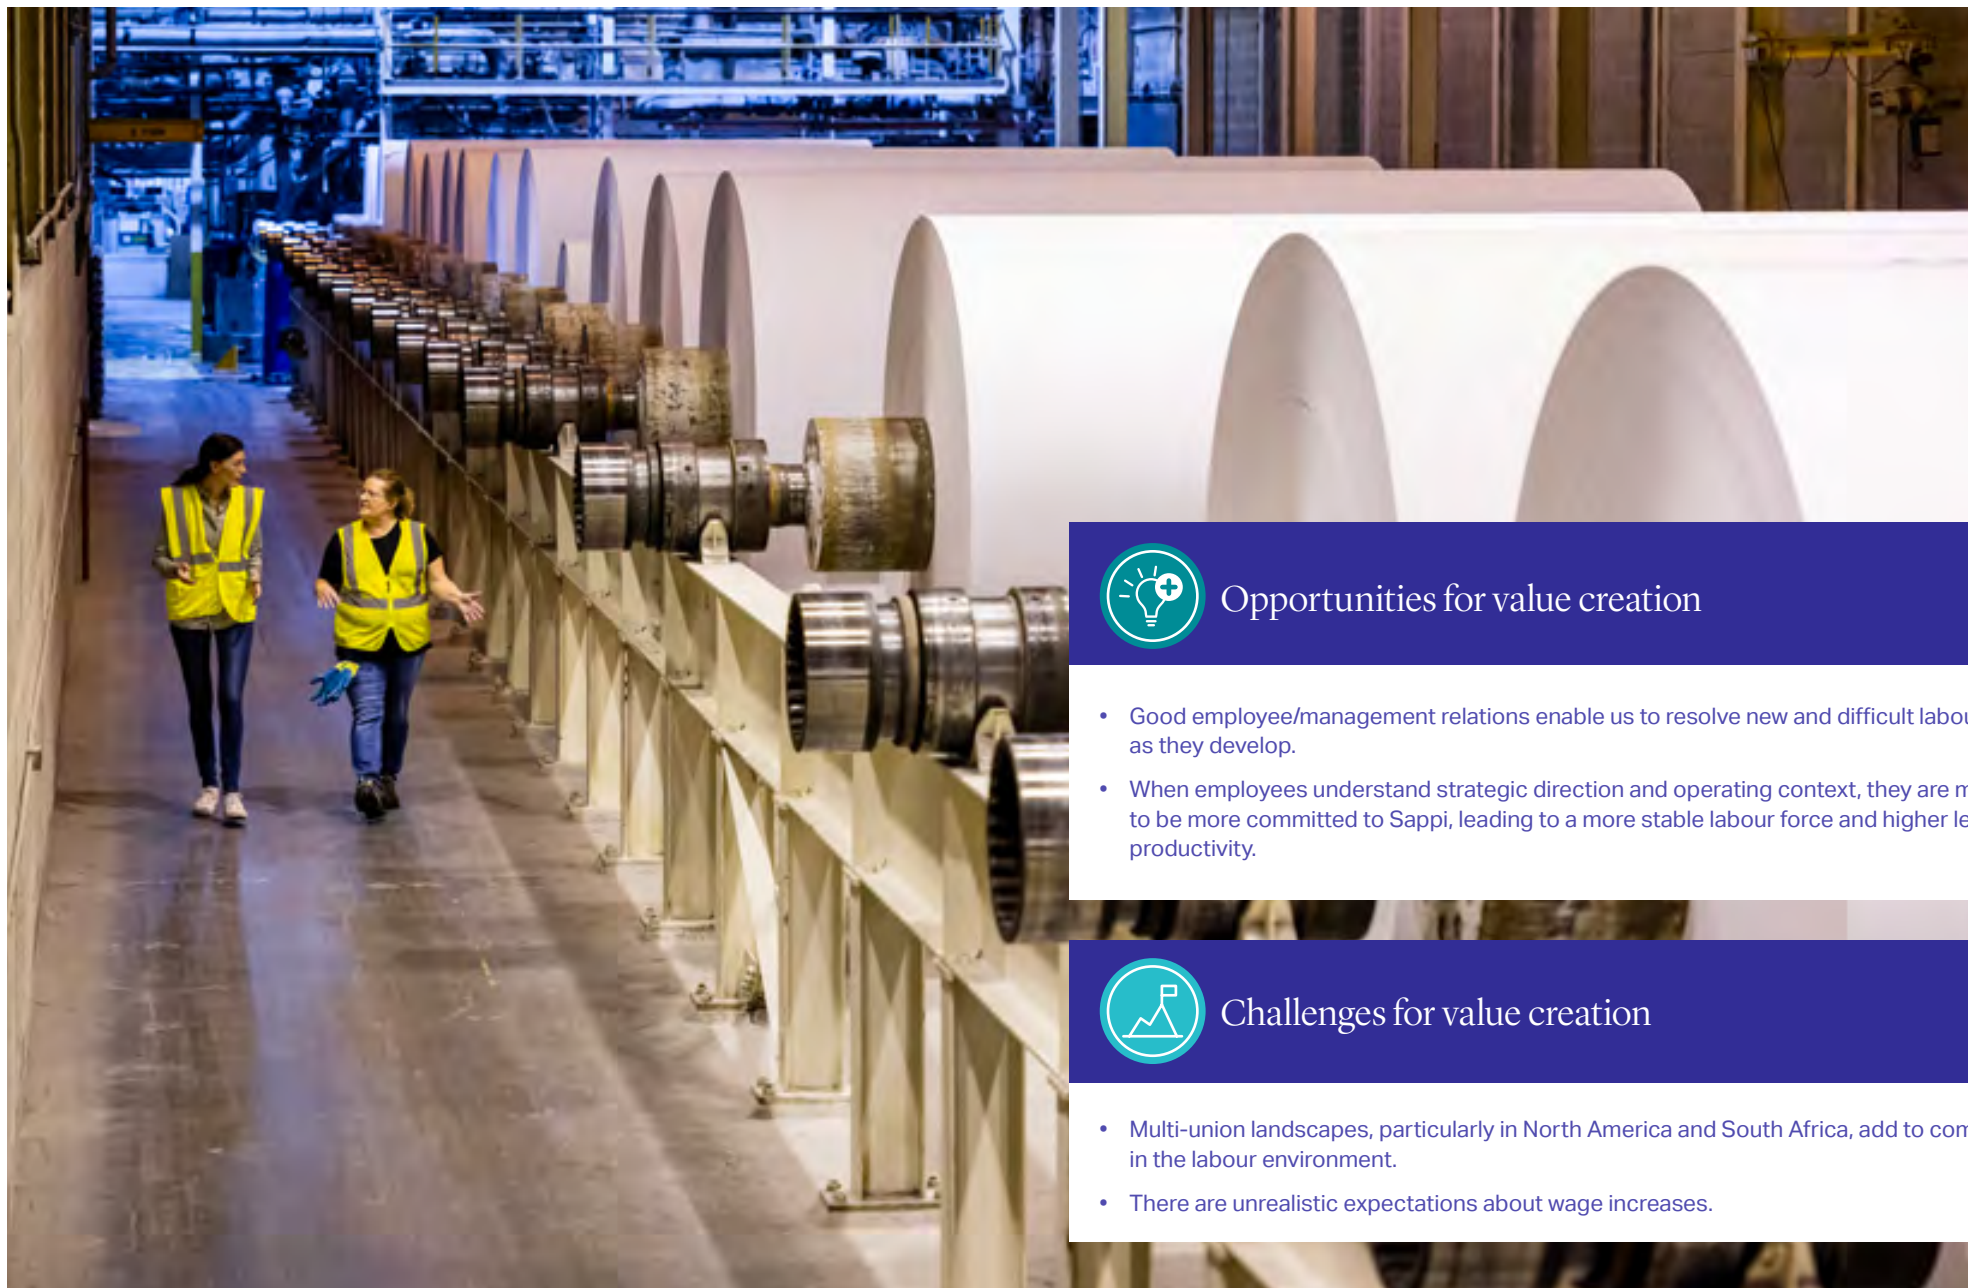 Opportunities for value creation
• Good employee/management relations enable us to resolve new and difficult
as they develop.
• When employees understand strategic direction and operating context, they are
to be more committed to Sappi, leading to a more stable labour force and higher
productivity.
Challenges for value creation
• Multi-union landscapes, particularly in North America and South Africa, add to
in the labour environment.
• There are unrealistic expectations about wage increases.